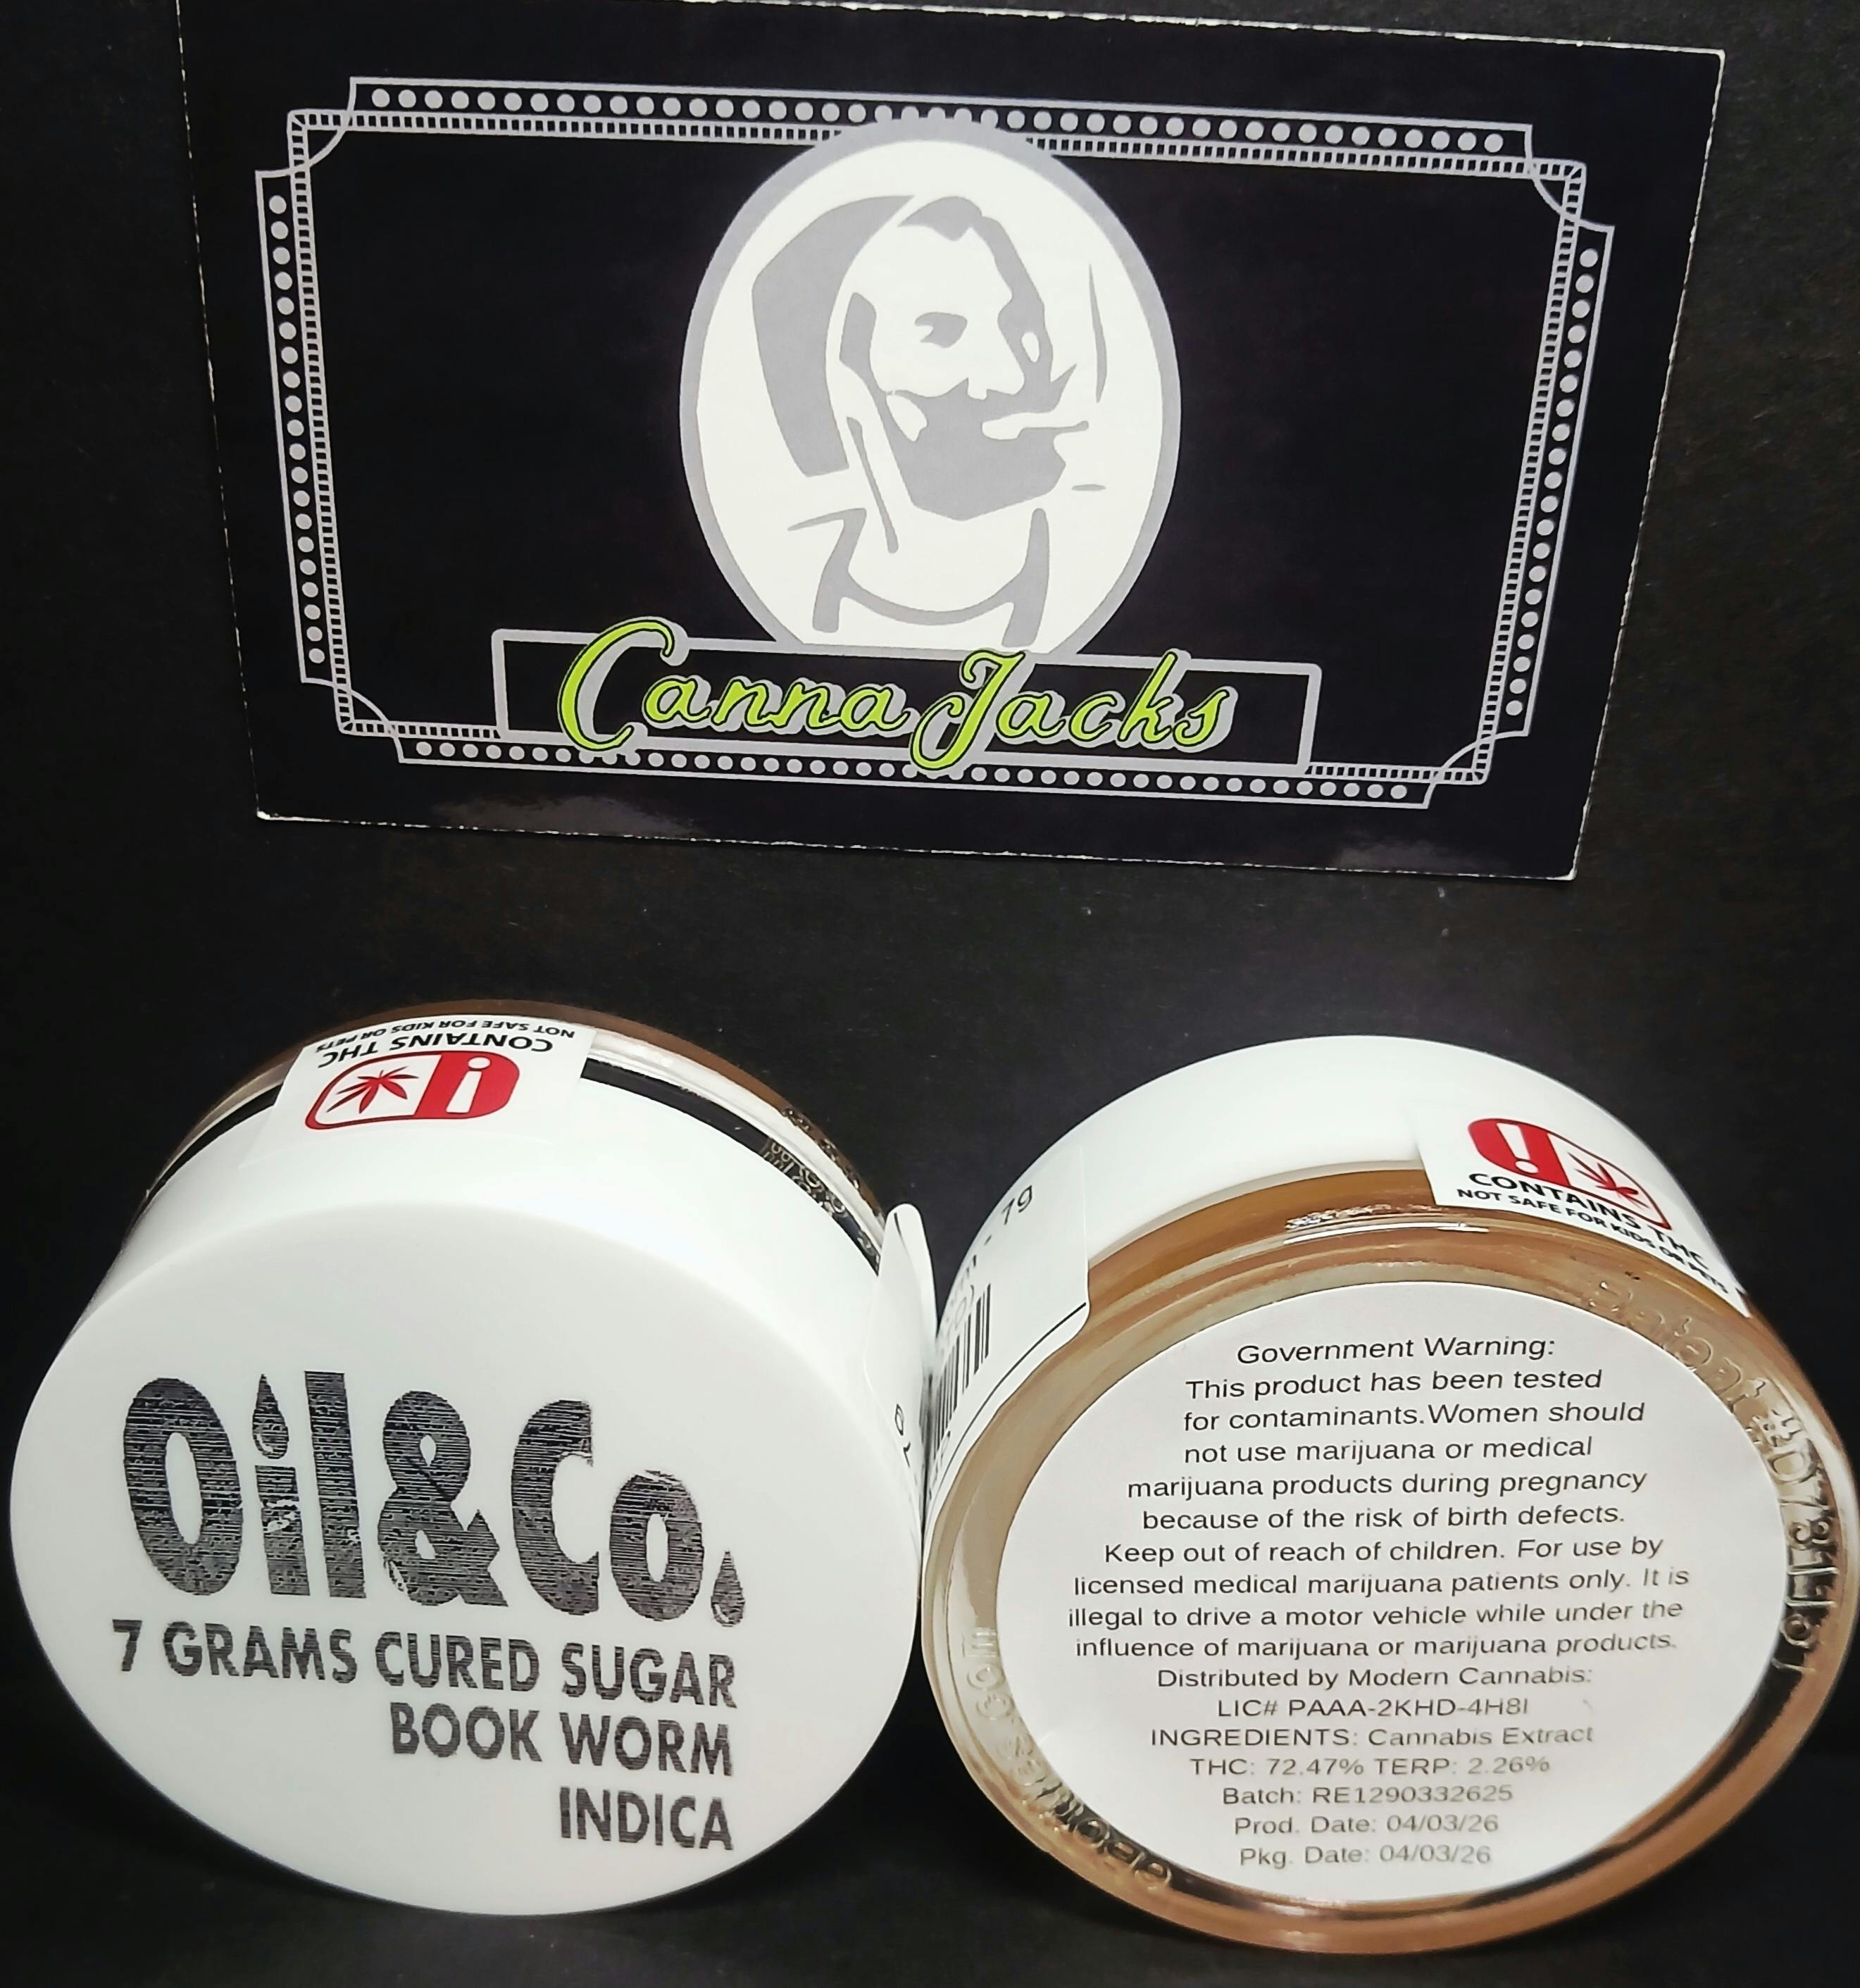 Canna Jacks
CONTAINS THC
NOT SAFE FOR KIDS OR PETS
Oil&Co.
7 GRAMS CURED SUGAR
BOOK WORM
INDICA
7g
CONTAINS THC
NOT SAFE FOR KIDS OR PETS
Government Warning:
This product has been tested
for contaminants.Women should
not use marijuana or medical
marijuana products during pregnancy
because of the risk of birth defects.
Keep out of reach of children. For use by
licensed medical marijuana patients only. It is
illegal to drive a motor vehicle while under the
influence of marijuana or marijuana products.
Distributed by Modern Cannabis:
LIC# PAAA-2KHD-4H8I
INGREDIENTS: Cannabis Extract
THC: 72.47% TERP: 2.26%
Batch: RE1290332625
Prod. Date: 04/03/26
Pkg. Date: 04/03/26